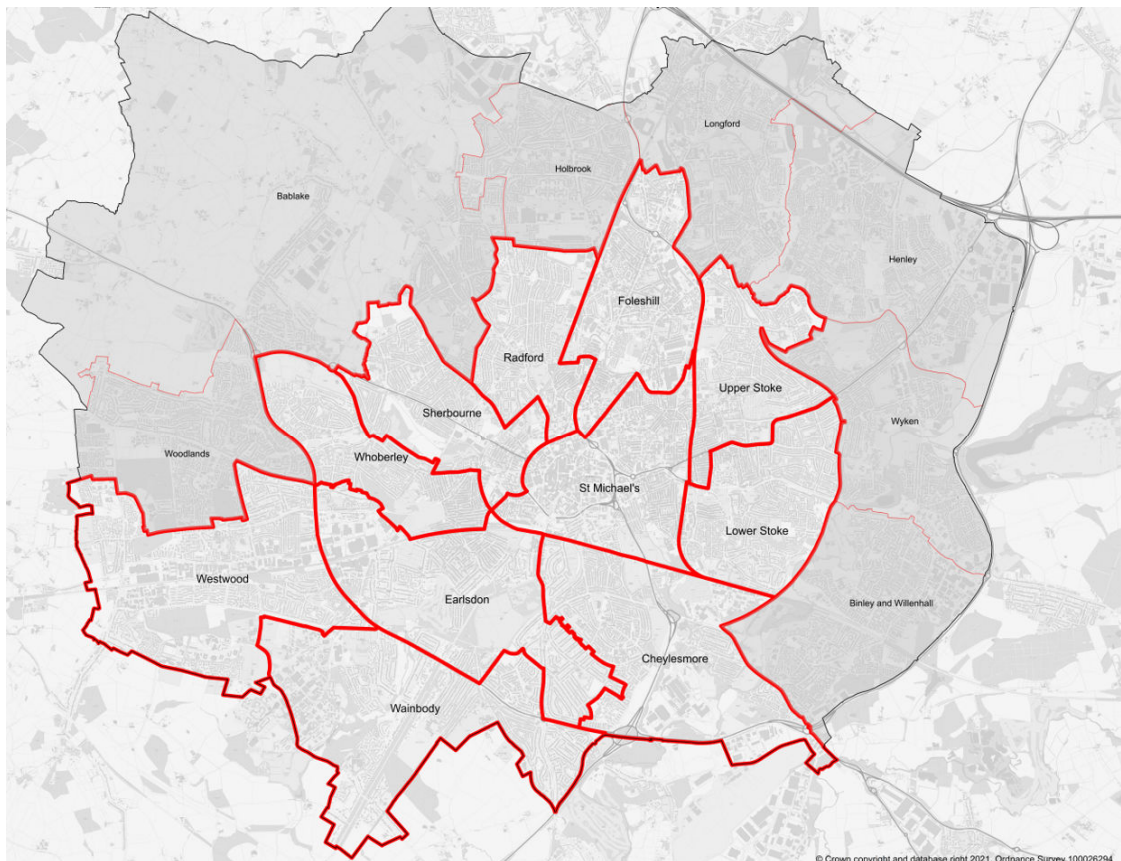 Longford
Holbrook
Bablake
Henley
Foleshill
Radford
Upper Stoke
Sherbourne
Wyken
Woodlands
Whoberley
St Michael's
Lower Stoke
Westwood
Earlsdon
Binley and Willenhall
Cheylesmore
Wainbody
© Crown copyright and database right 2021. Ordnance Survey 100026294